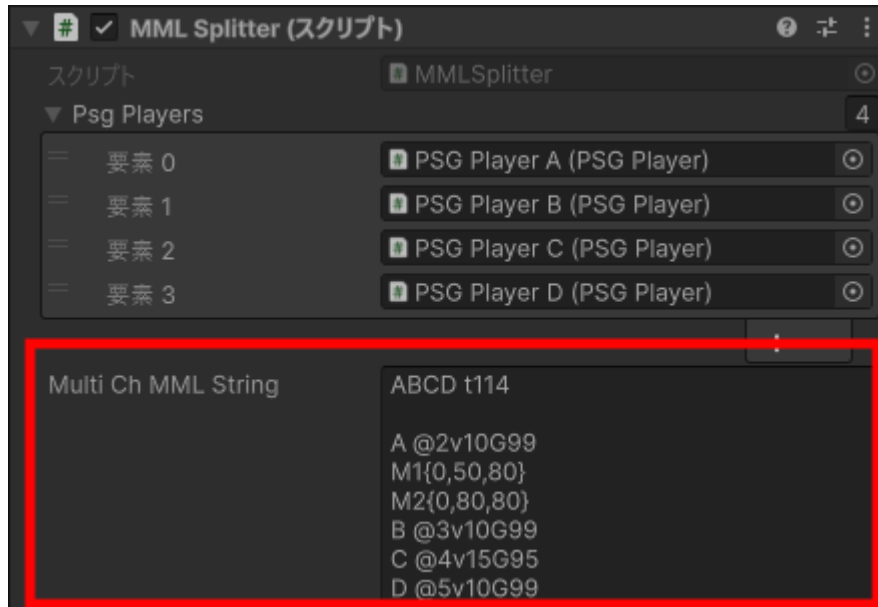 MML Splitter (スクリプト)
スクリプト MMLSplitter
Psg Players 4
要素 0 PSG Player A (PSG Player)
要素 1 PSG Player B (PSG Player)
要素 2 PSG Player C (PSG Player)
要素 3 PSG Player D (PSG Player)
Multi Ch MML String ABCD t114
A @2v10G99
M1{0,50,80}
M2{0,80,80}
B @3v10G99
C @4v15G95
D @5v10G99